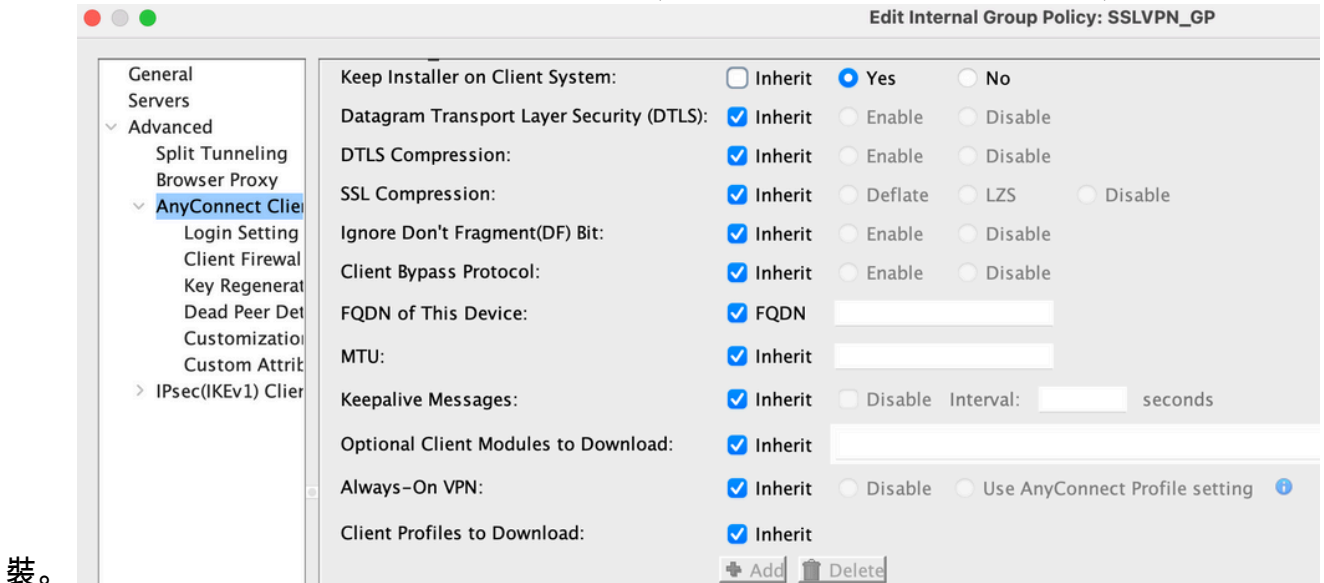 Edit Internal Group Policy: SSLVPN_GP
General
Servers
Advanced
Split Tunneling
Browser Proxy
AnyConnect Clie
Login Setting
Client Firewal
Key Regenerat
Dead Peer Det
Customizatio
Custom Attrib
IPsec(IKEv1) Clier
Keep Installer on Client System: Inherit Yes No
Datagram Transport Layer Security (DTLS): Inherit Enable Disable
DTLS Compression: Inherit Enable Disable
SSL Compression: Inherit Deflate LZS Disable
Ignore Don't Fragment(DF) Bit: Inherit Enable Disable
Client Bypass Protocol: Inherit Enable Disable
FQDN of This Device: FQDN
MTU: Inherit
Keepalive Messages: Inherit Disable Interval: seconds
Optional Client Modules to Download: Inherit
Always-On VPN: Inherit Disable Use AnyConnect Profile setting
Client Profiles to Download: Inherit
Add Delete
裝。